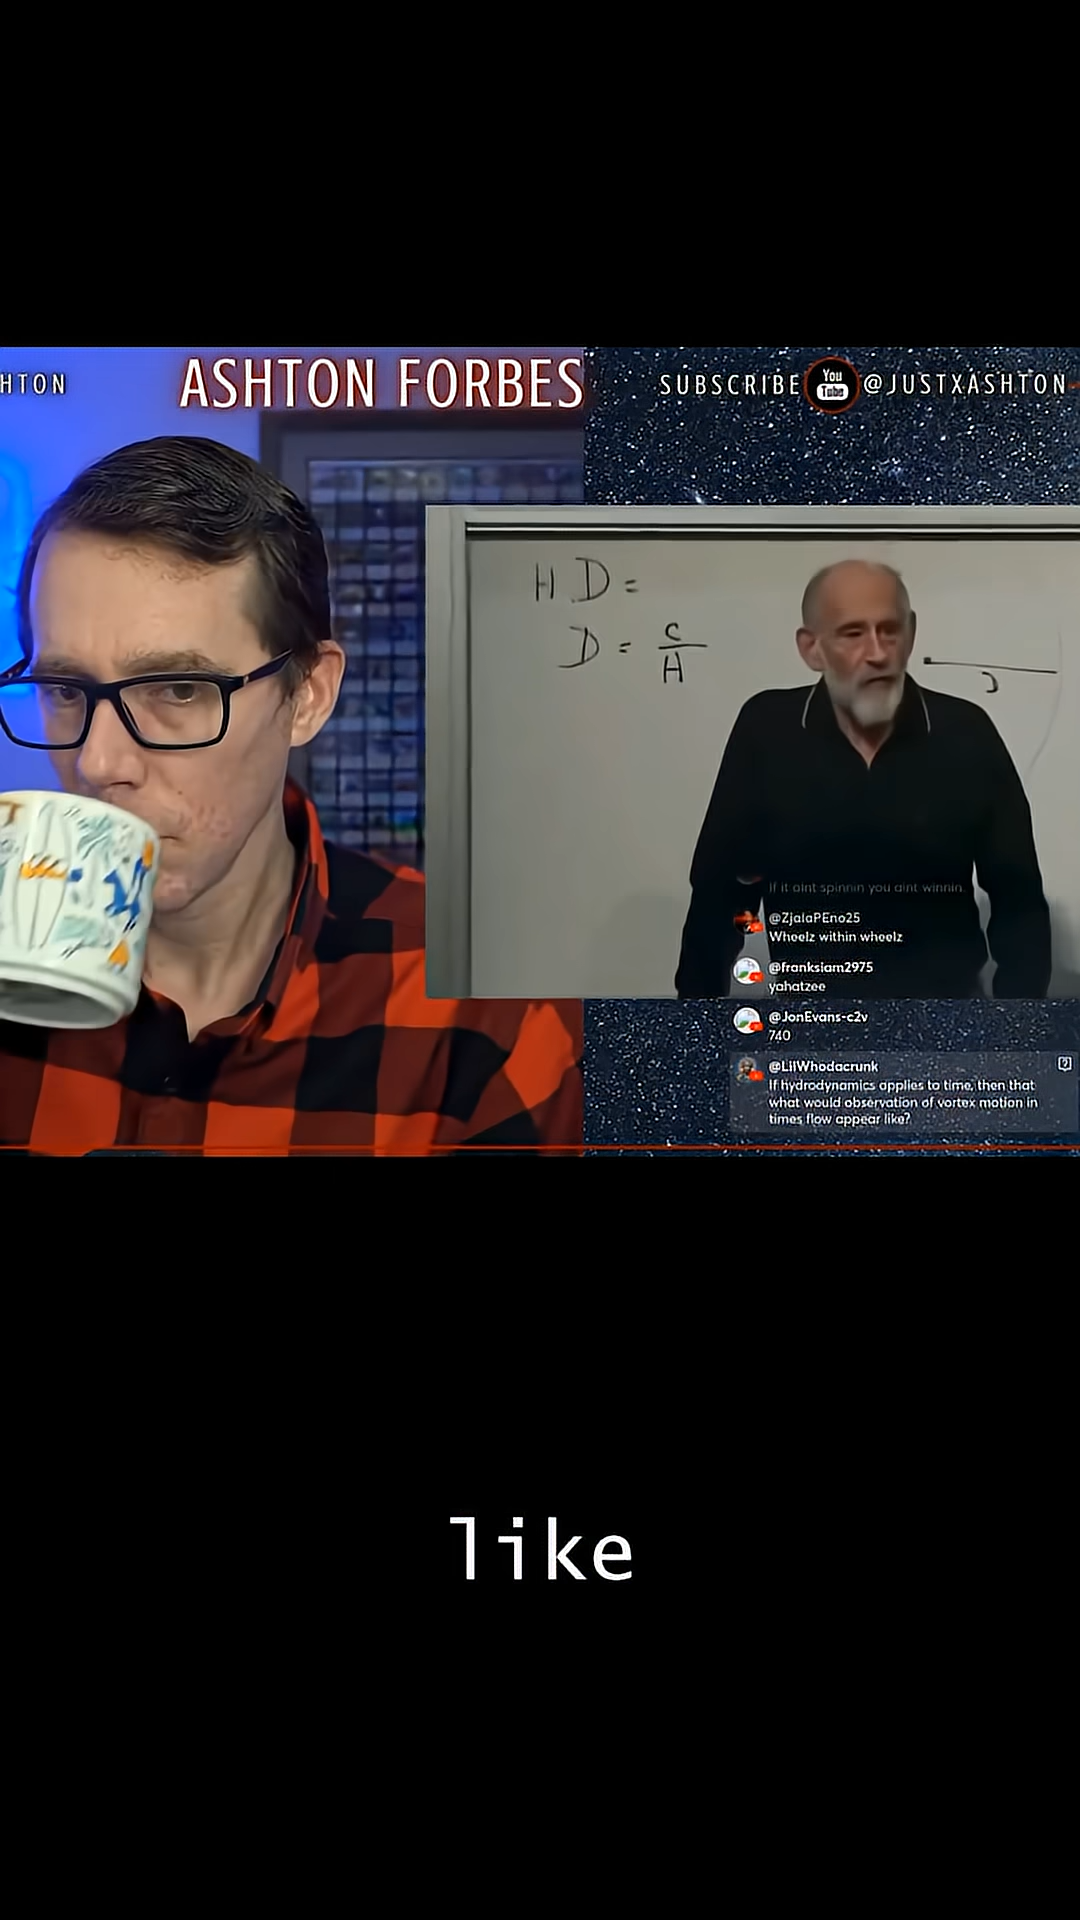 HTON
ASHTON FORBES
SUBSCRIBE You Tube @JUSTXASHTON
H D =
D = c/H
D
If it aint spinnin you aint winnin.
@ZjalaPEno25
Wheelz within wheelz
@franksiam2975
yahatzee
@JonEvans-c2v
740
@LilWhodacrunk
If hydrodynamics applies to time, then that
what would observation of vortex motion in
times flow appear like?
like